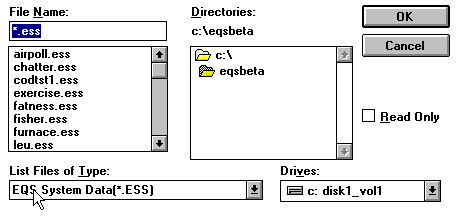 File Name:
*.ess
airpoll.ess
chatter.ess
codtst1.ess
exercise.ess
fatness.ess
fisher.ess
furnace.ess
leu.ess
Directories:
c:\eqsbeta
c:\
eqsbeta
OK
Cancel
Read Only
List Files of Type:
EQS System Data(*.ESS)
Drives:
c: disk1_vol1